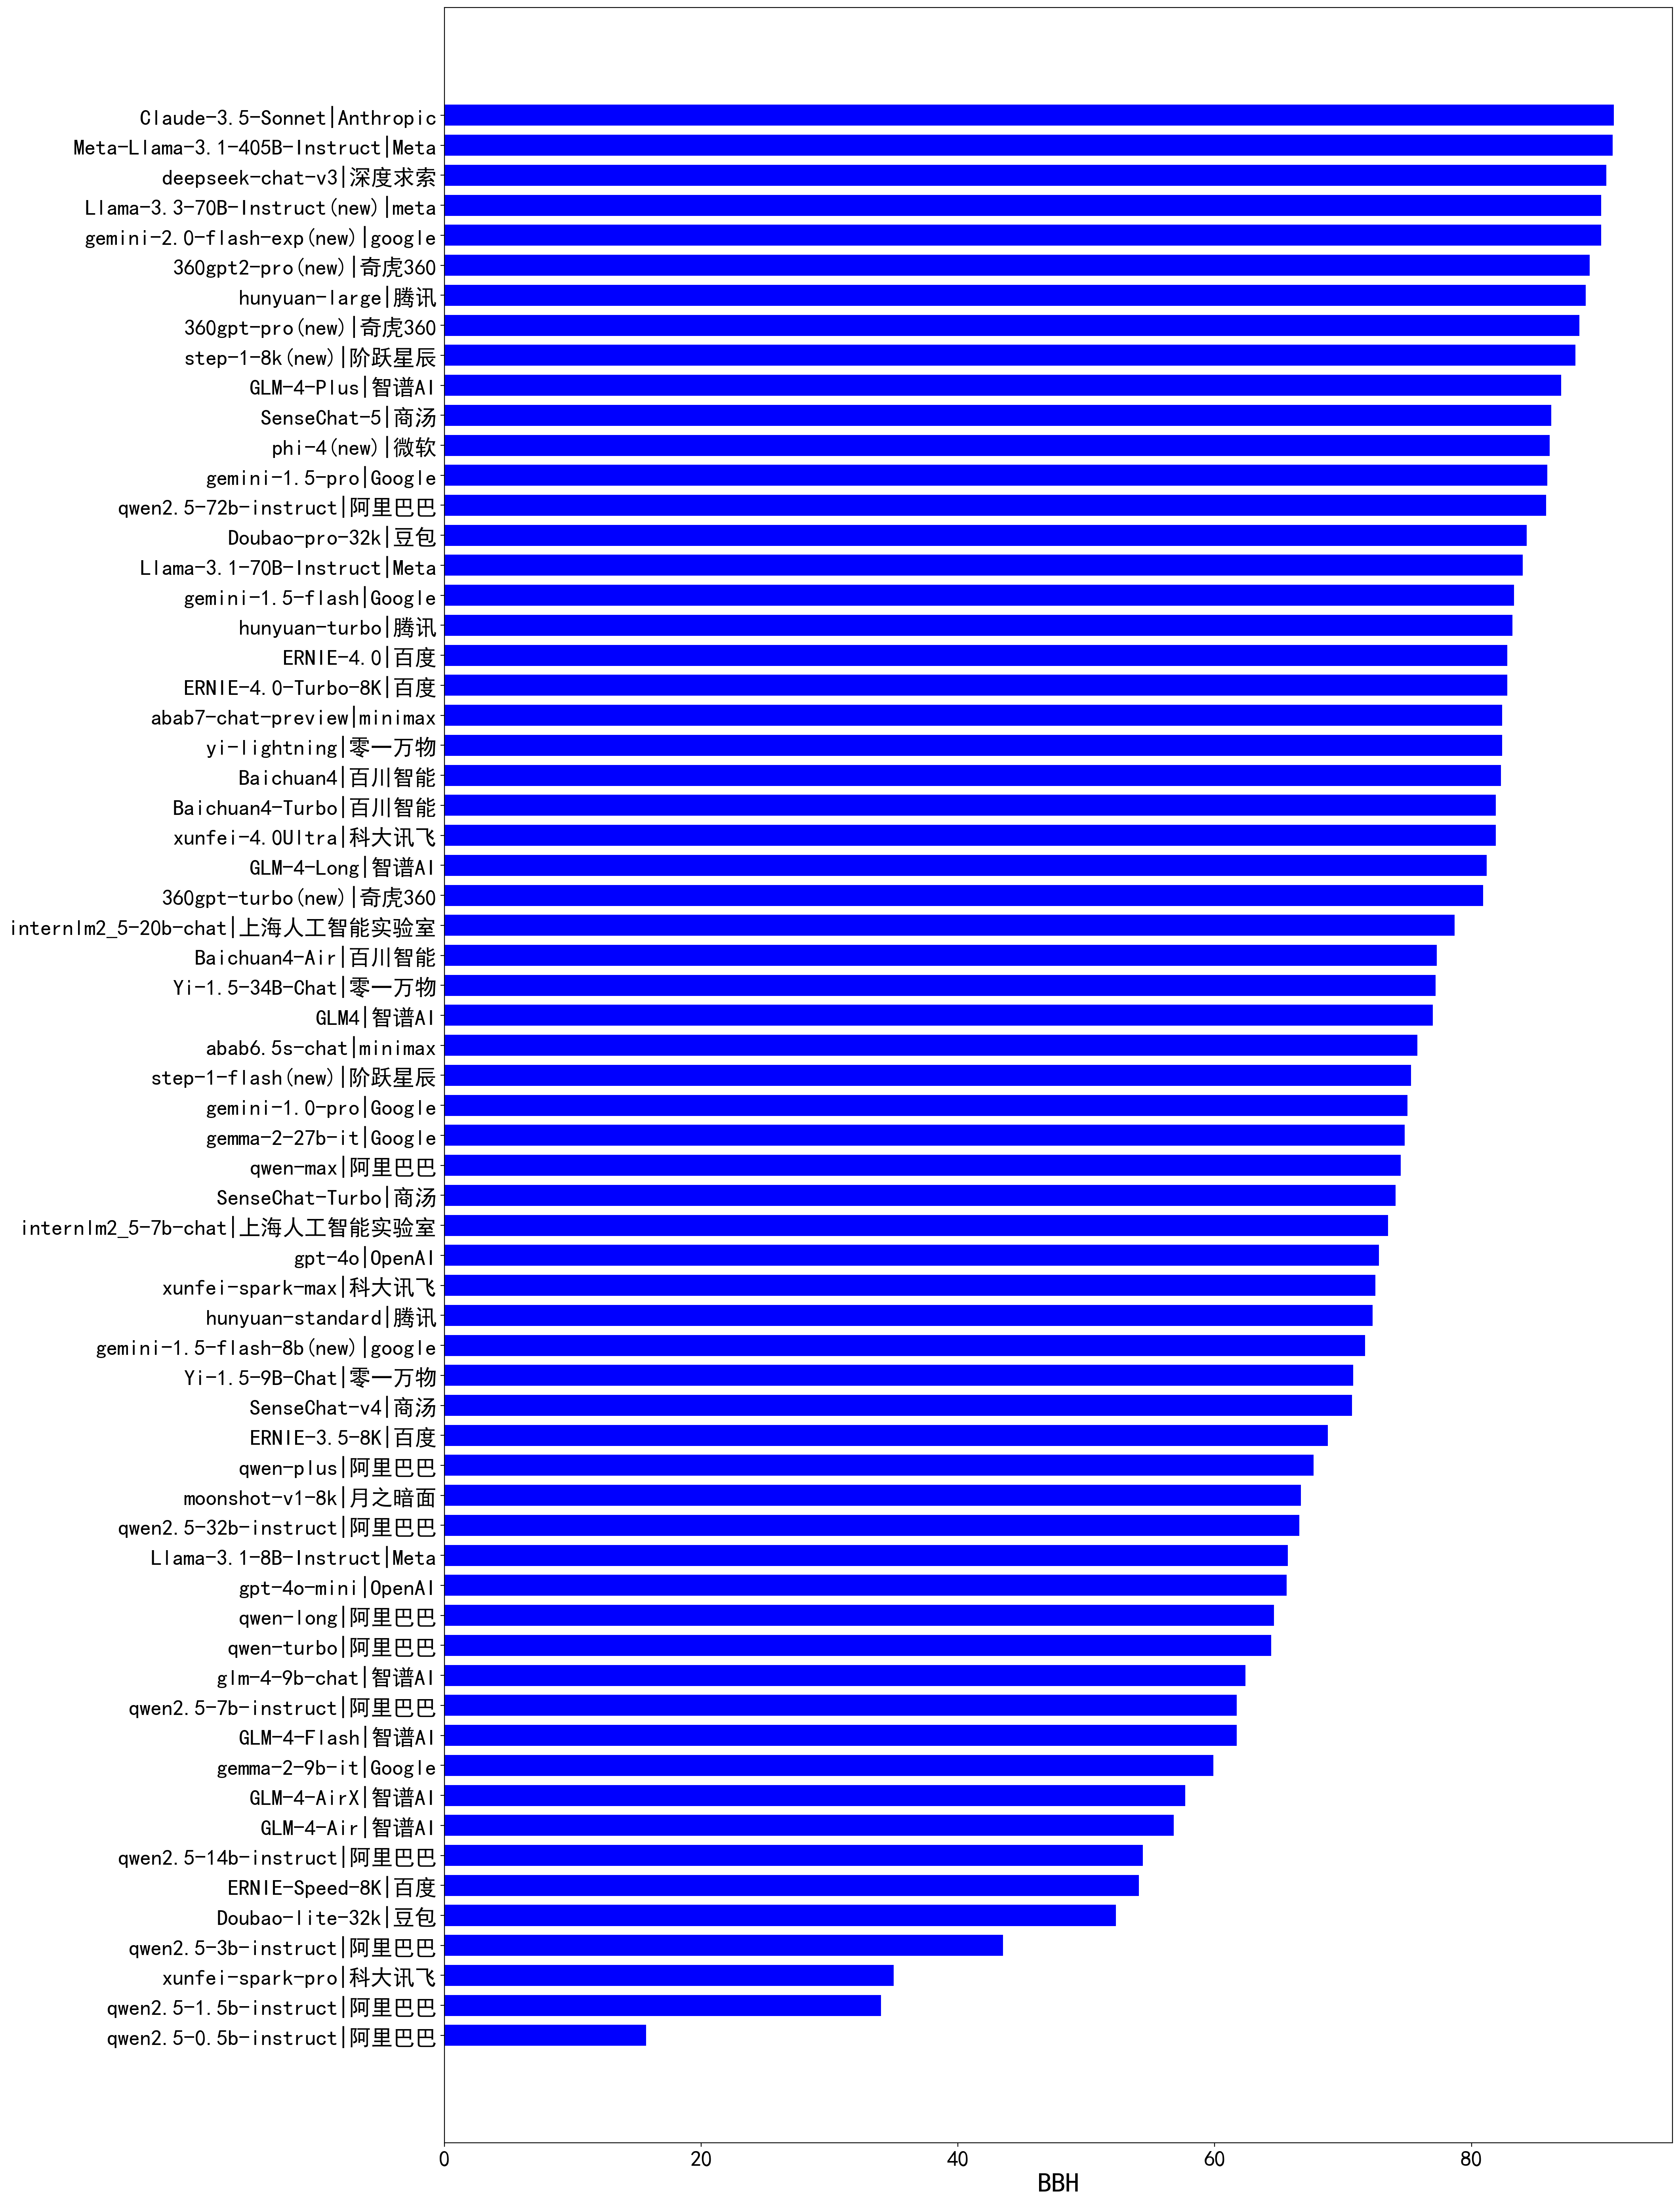 Claude-3.5-Sonnet|Anthropic
Meta-Llama-3.1-405B-Instruct|Meta
deepseek-chat-v3|深度求索
Llama-3.3-70B-Instruct(new)|meta
gemini-2.0-flash-exp(new)|google
360gpt2-pro(new)|奇虎360
hunyuan-large|腾讯
360gpt-pro(new)|奇虎360
step-1-8k(new)|阶跃星辰
GLM-4-Plus|智谱AI
SenseChat-5|商汤
phi-4(new)|微软
gemini-1.5-pro|Google
qwen2.5-72b-instruct|阿里巴巴
Doubao-pro-32k|豆包
Llama-3.1-70B-Instruct|Meta
gemini-1.5-flash|Google
hunyuan-turbo|腾讯
ERNIE-4.0|百度
ERNIE-4.0-Turbo-8K|百度
abab7-chat-preview|minimax
yi-lightning|零一万物
Baichuan4|百川智能
Baichuan4-Turbo|百川智能
xunfei-4.0Ultra|科大讯飞
GLM-4-Long|智谱AI
360gpt-turbo(new)|奇虎360
internlm2_5-20b-chat|上海人工智能实验室
Baichuan4-Air|百川智能
Yi-1.5-34B-Chat|零一万物
GLM4|智谱AI
abab6.5s-chat|minimax
step-1-flash(new)|阶跃星辰
gemini-1.0-pro|Google
gemma-2-27b-it|Google
qwen-max|阿里巴巴
SenseChat-Turbo|商汤
internlm2_5-7b-chat|上海人工智能实验室
gpt-4o|OpenAI
xunfei-spark-max|科大讯飞
hunyuan-standard|腾讯
gemini-1.5-flash-8b(new)|google
Yi-1.5-9B-Chat|零一万物
SenseChat-v4|商汤
ERNIE-3.5-8K|百度
qwen-plus|阿里巴巴
moonshot-v1-8k|月之暗面
qwen2.5-32b-instruct|阿里巴巴
Llama-3.1-8B-Instruct|Meta
gpt-4o-mini|OpenAI
qwen-long|阿里巴巴
qwen-turbo|阿里巴巴
glm-4-9b-chat|智谱AI
qwen2.5-7b-instruct|阿里巴巴
GLM-4-Flash|智谱AI
gemma-2-9b-it|Google
GLM-4-AirX|智谱AI
GLM-4-Air|智谱AI
qwen2.5-14b-instruct|阿里巴巴
ERNIE-Speed-8K|百度
Doubao-lite-32k|豆包
qwen2.5-3b-instruct|阿里巴巴
xunfei-spark-pro|科大讯飞
qwen2.5-1.5b-instruct|阿里巴巴
qwen2.5-0.5b-instruct|阿里巴巴
0 20 40 60 80
BBH